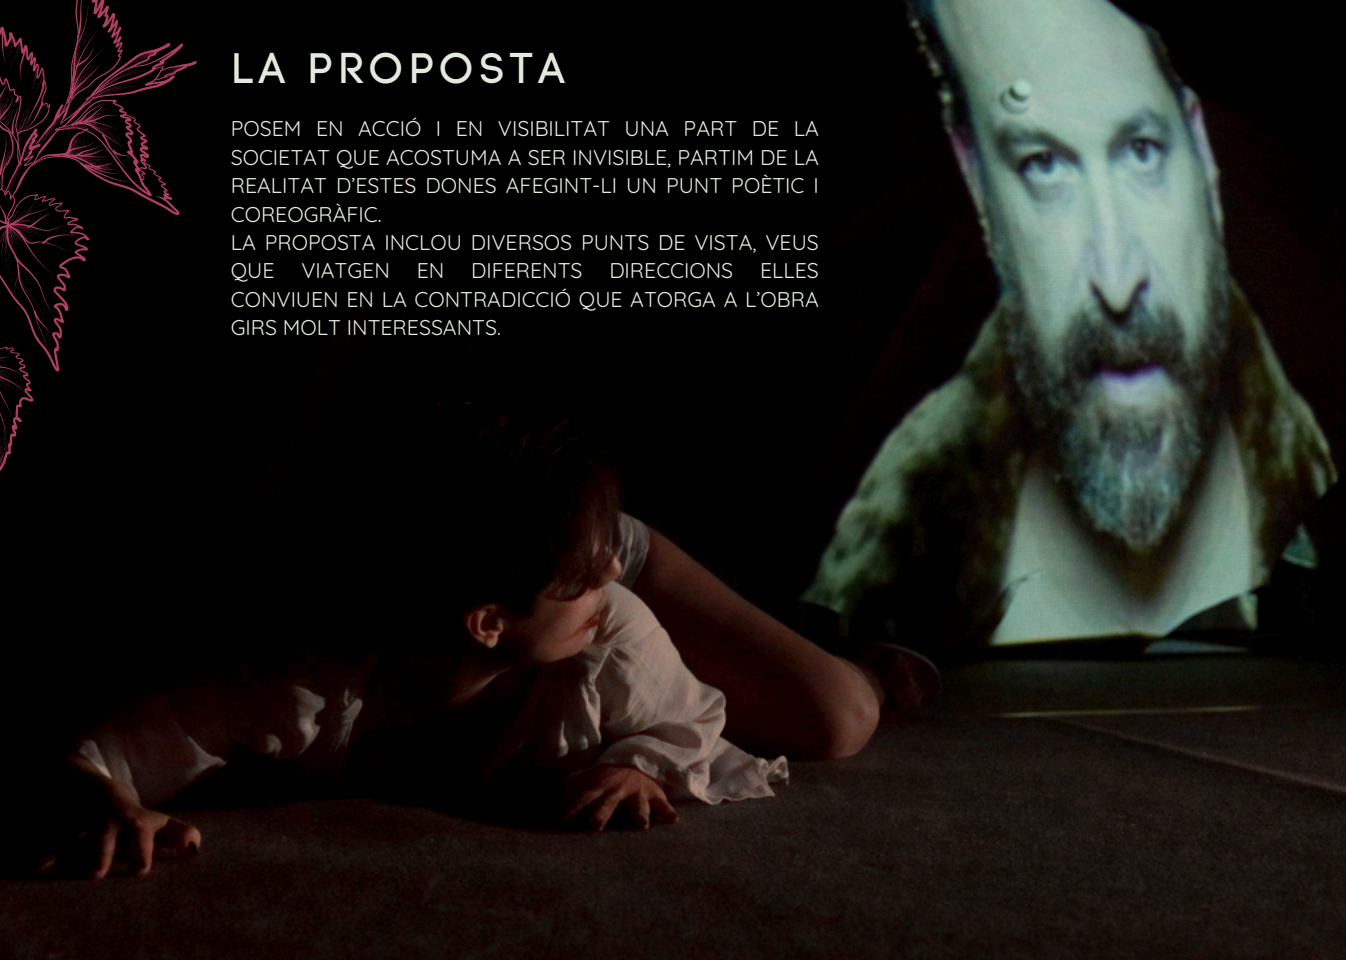 LA PROPOSTA
POSEM EN ACCIÓ I EN VISIBILITAT UNA PART DE LA
SOCIETAT QUE ACOSTUMA A SER INVISIBLE, PARTIM DE LA
REALITAT D'ESTES DONES AFEGINT-LI UN PUNT POÈTIC I
COREOGRÀFIC.
LA PROPOSTA INCLOU DIVERSOS PUNTS DE VISTA, VEUS
QUE VIATGEN EN DIFERENTS DIRECCIONS ELLES
CONVIUEN EN LA CONTRADICCIÓ QUE ATORGA A L'OBRA
GIRS MOLT INTERESSANTS.